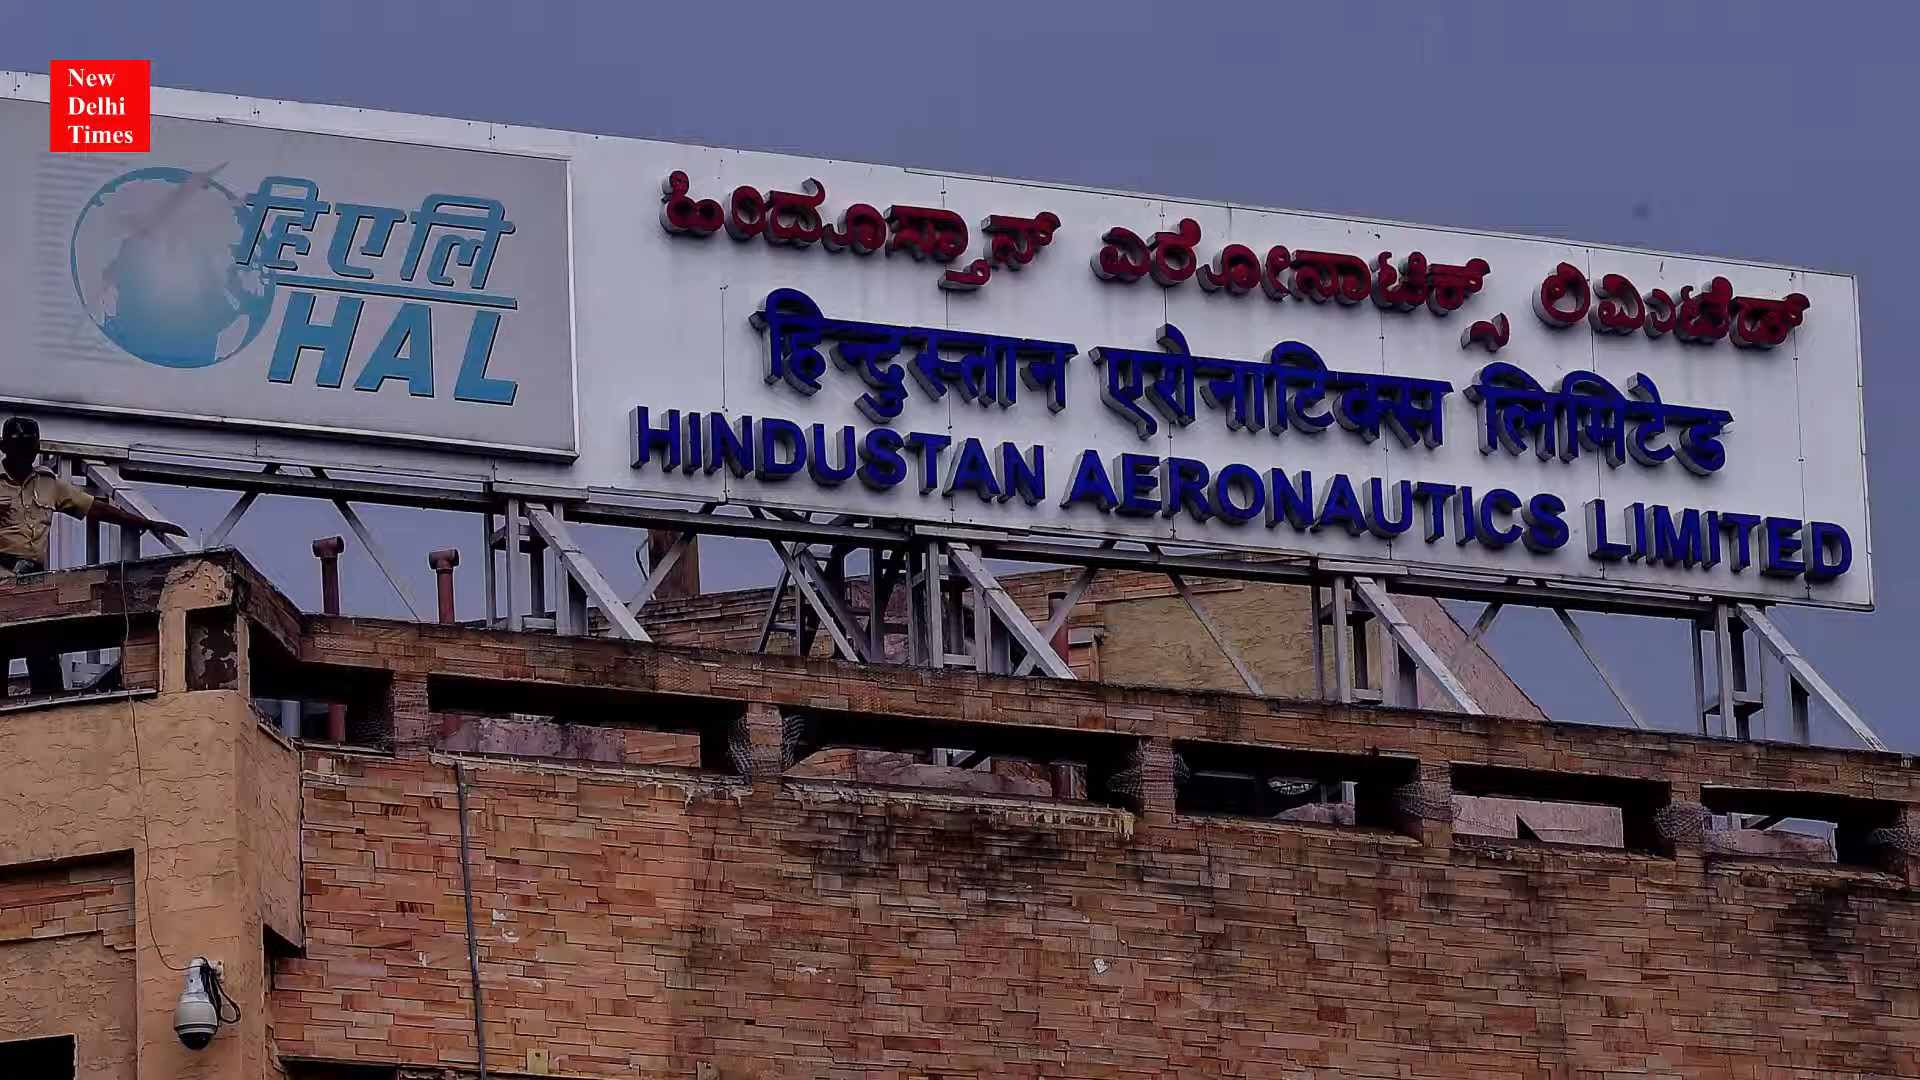 New
Delhi
Times
हिएलि
HAL
ಹಿಂದೂಸ್ತಾನ್ ಏರೋನಾಟಿಕ್ಸ್ ಲಿಮಿಟೆಡ್
हिन्दुस्तान एरोनाटिक्स लिमिटेड
HINDUSTAN AERONAUTICS LIMITED